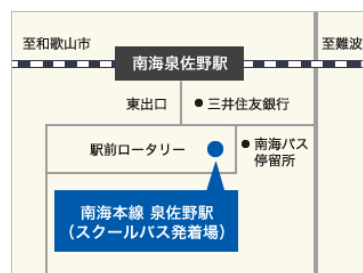 至和歌山市
至難波
南海泉佐野駅
東出口
三井住友銀行
駅前ロータリー
南海バス
停留所
南海本線 泉佐野駅
（スクールバス発着場）